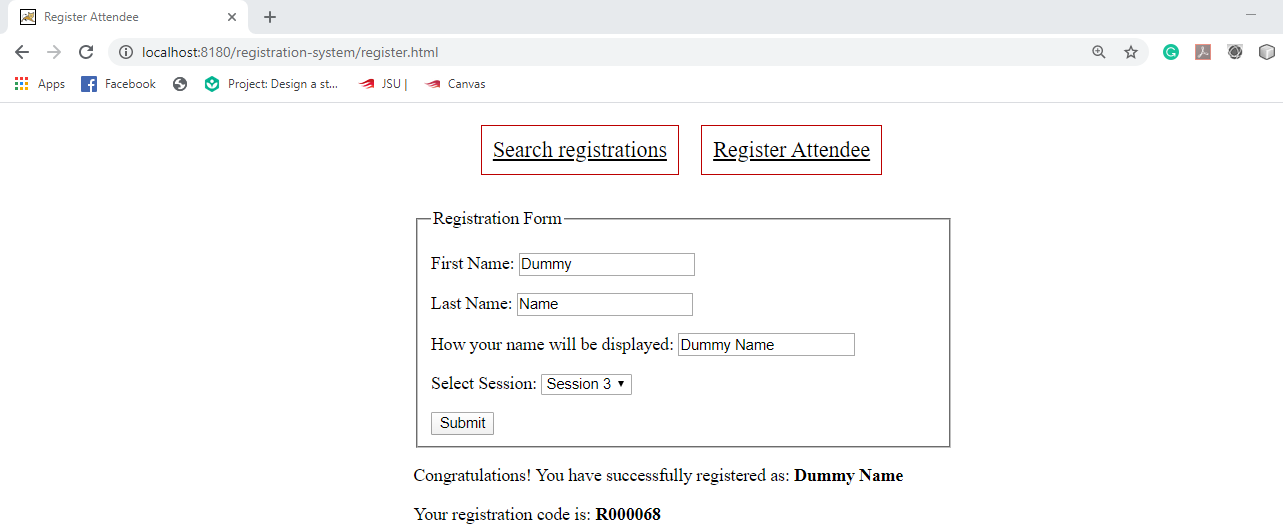 Register Attendee
localhost:8180/registration-system/register.html
Apps Facebook Project: Design a st... JSU | Canvas
Search registrations Register Attendee
Registration Form
First Name: Dummy
Last Name: Name
How your name will be displayed: Dummy Name
Select Session: Session 3
Submit
Congratulations! You have successfully registered as: Dummy Name
Your registration code is: R000068